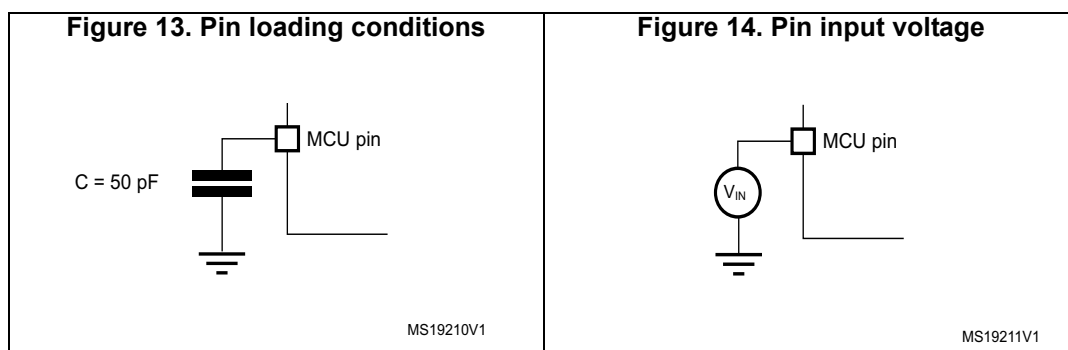 Figure 13. Pin loading conditions
MCU pin
C = 50 pF
MS19210V1
Figure 14. Pin input voltage
MCU pin
VIN
MS19211V1